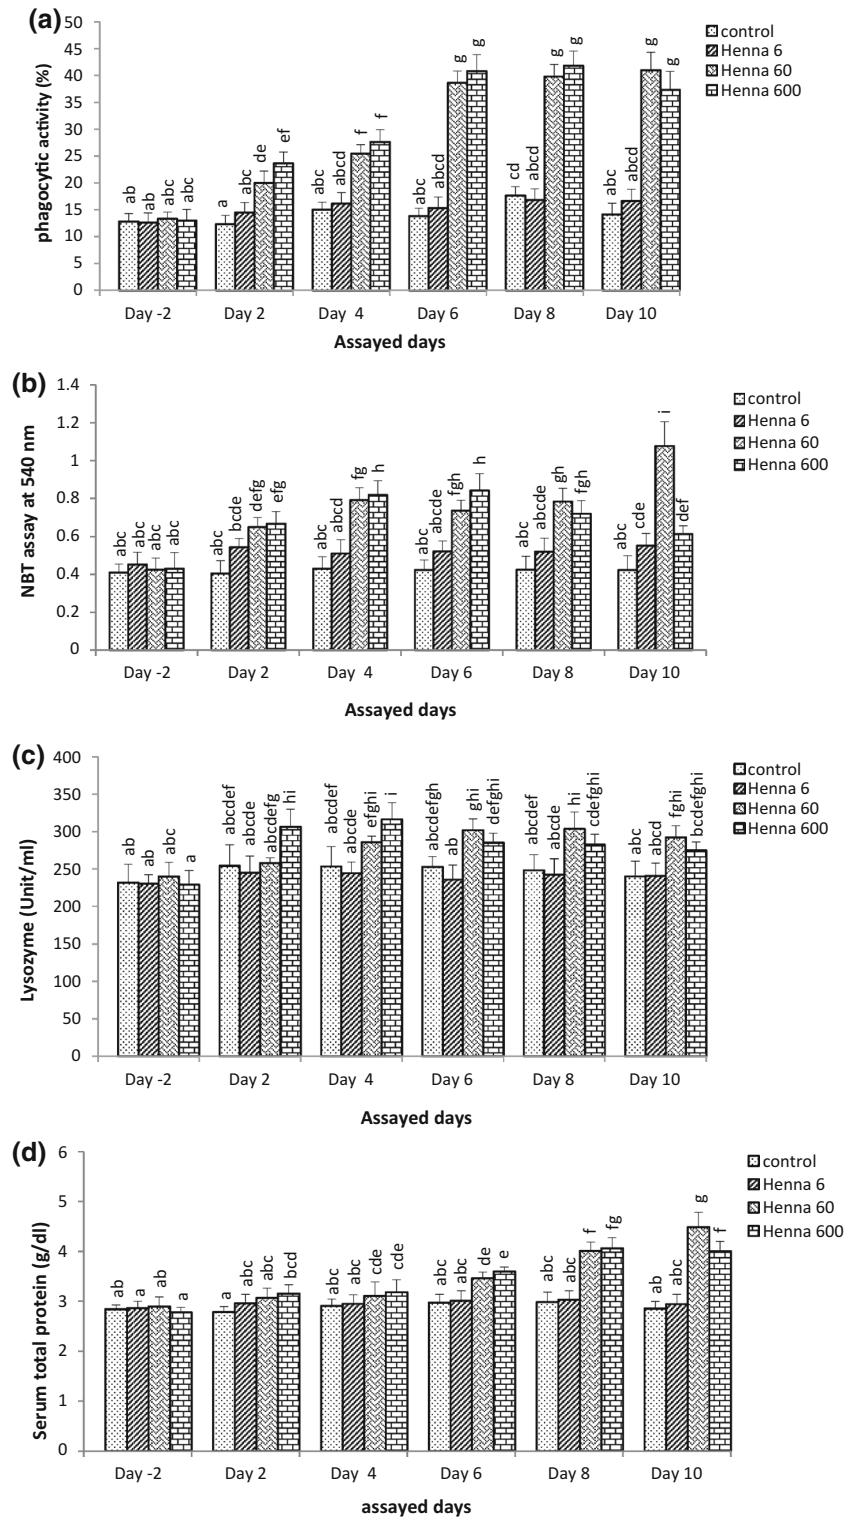 (a)
phagocytic activity (%)
50
45
40
35
30
25
20
15
10
5
0
ab ab abc abc
a abc de ef
abc abcd f f
abc abcd g g
cd abcd g g
abc abcd g g
Day -2 Day 2 Day 4 Day 6 Day 8 Day 10
Assayed days
control
Henna 6
Henna 60
Henna 600
(b)
NBT assay at 540 nm
1.4
1.2
1
0.8
0.6
0.4
0.2
0
abc abc abc abc
abc bcde defg efg
abc abcd fg h
abc abcde fgh h
abc abcde gh fgh
abc cde i def
Day -2 Day 2 Day 4 Day 6 Day 8 Day 10
Assayed days
control
Henna 6
Henna 60
Henna 600
(c)
Lysozyme (Unit/ml)
400
350
300
250
200
150
100
50
0
ab ab abc a
abcdef abcde abcdefg hi
abcdef abcde efghi i
abcdefgh ab ghi defghi
abcdef abcde hi cdefghi
abc abcd fghi bcdefghi
Day -2 Day 2 Day 4 Day 6 Day 8 Day 10
Assayed days
control
Henna 6
Henna 60
Henna 600
(d)
Serum total protein (g/dl)
6
5
4
3
2
1
0
ab a ab a
a abc abc bcd
abc abc cde cde
abc abc de e
abc abc f fg
ab abc g f
Day -2 Day 2 Day 4 Day 6 Day 8 Day 10
assayed days
control
Henna 6
Henna 60
Henna 600